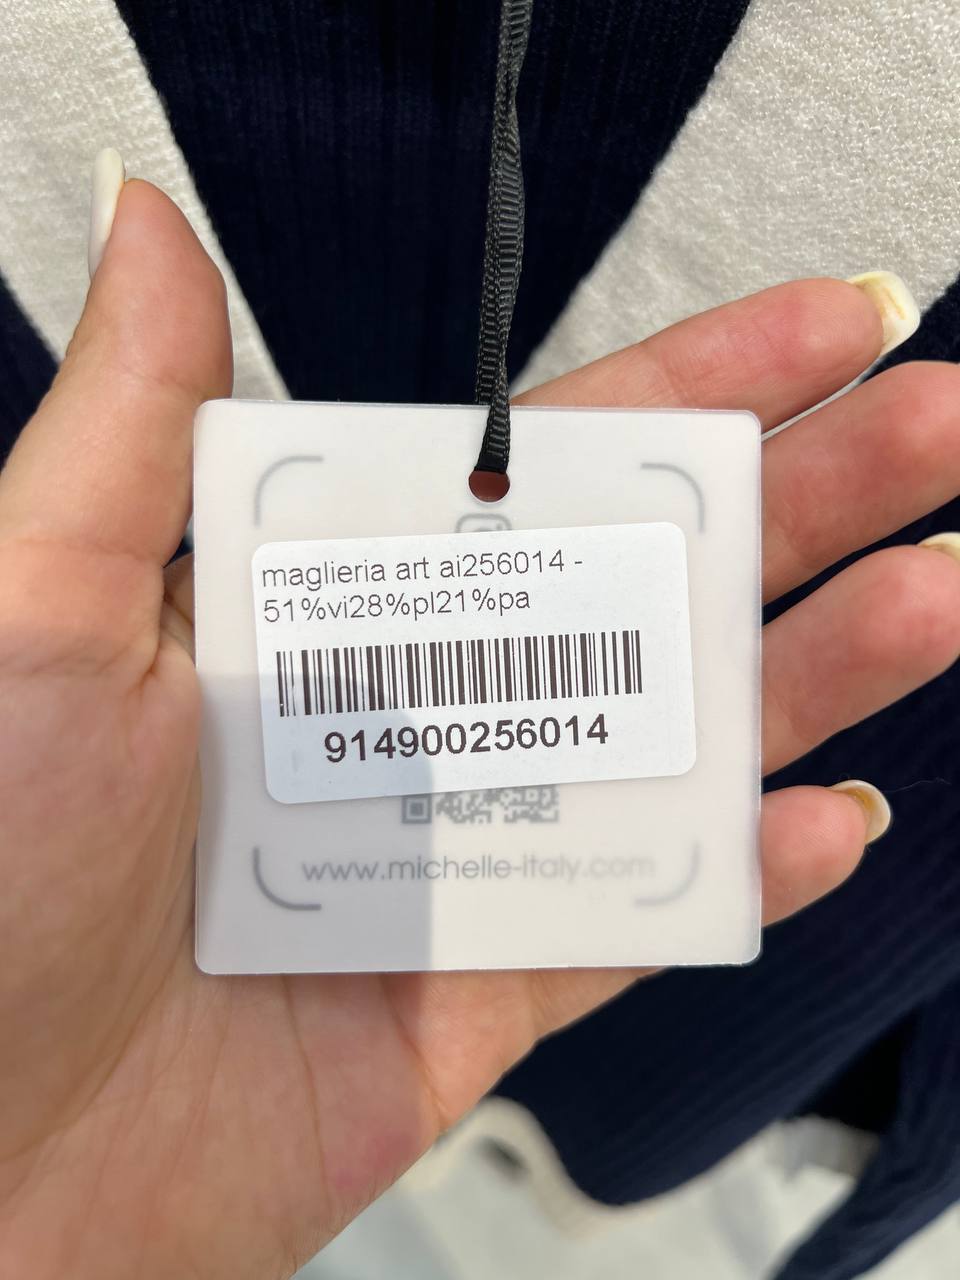 maglieria art ai256014 -
51%vi28%pl21%pa
914900256014
www.michelle-italy.com